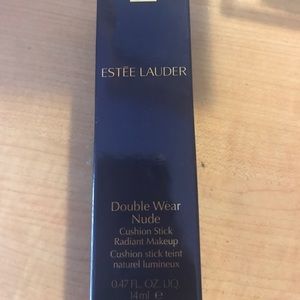 ESTĒE LAUDER
Double Wear
Nude
Cushion Stick
Radiant Makeup
Cushion stick teint
naturel lumineux
0.47 FL. OZ. LIQ.
14 ml ℮